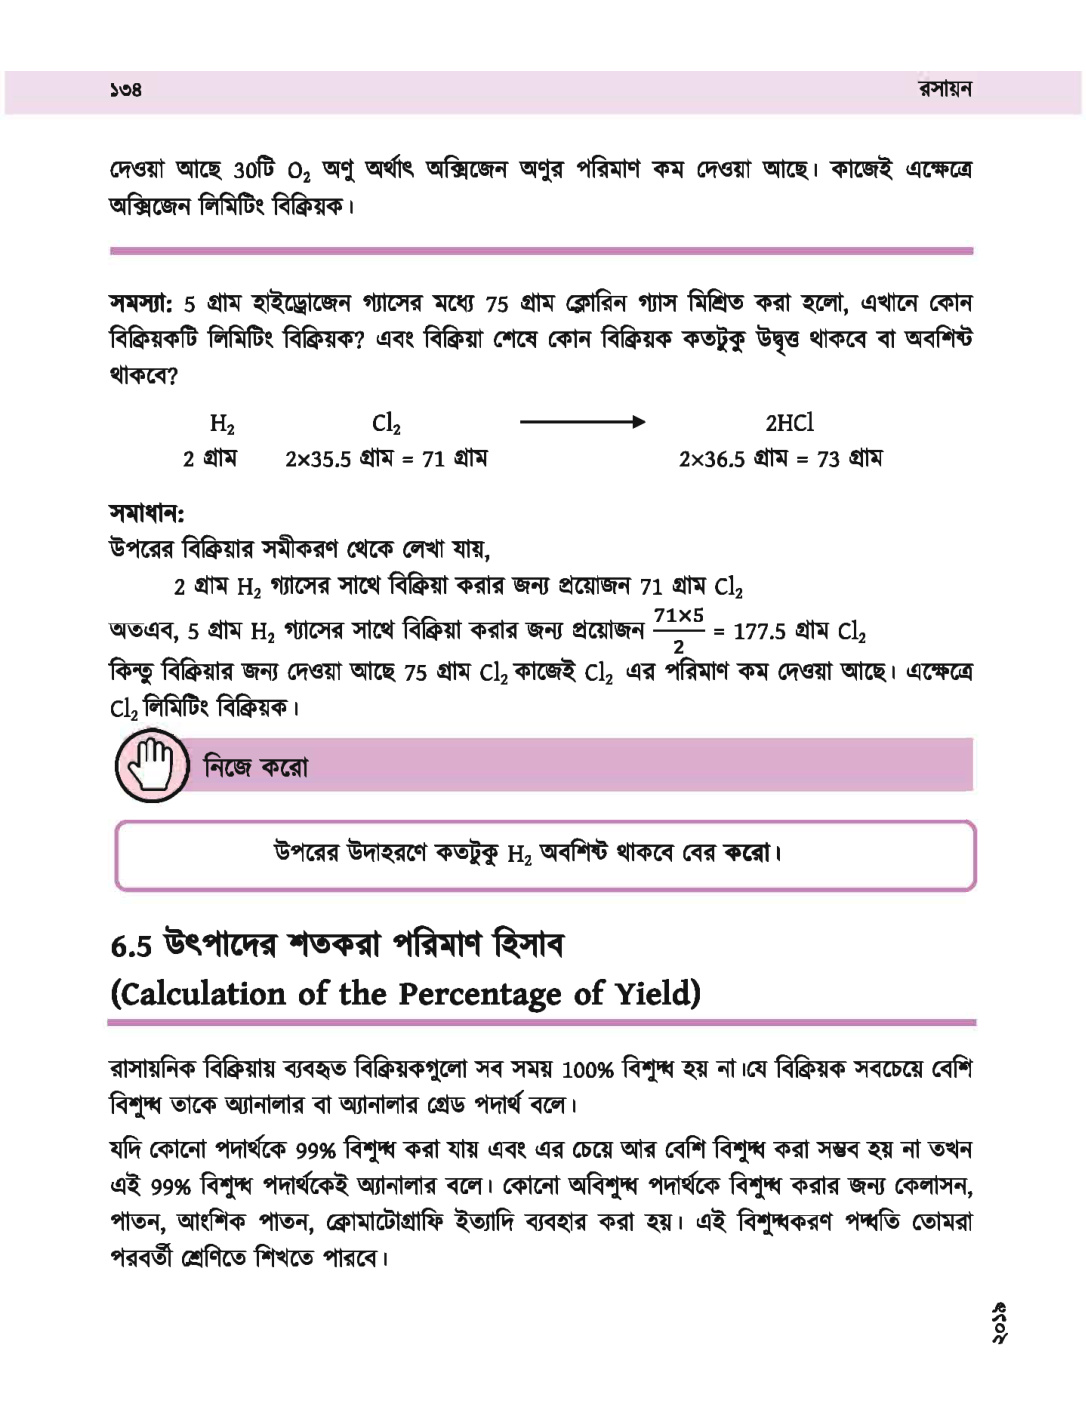 ১৩৪ রসায়ন
দেওয়া আছে 30টি O₂ অণু অর্থাৎ অক্সিজেন অণুর পরিমাণ কম দেওয়া আছে। কাজেই এক্ষেত্রে
অক্সিজেন লিমিটিং বিক্রিয়ক।
সমস্যা: 5 গ্রাম হাইড্রোজেন গ্যাসের মধ্যে 75 গ্রাম ক্লোরিন গ্যাস মিশ্রিত করা হলো, এখানে কোন
বিক্রিয়কটি লিমিটিং বিক্রিয়ক? এবং বিক্রিয়া শেষে কোন বিক্রিয়ক কতটুকু উদ্বৃত্ত থাকবে বা অবশিষ্ট
থাকবে?
H₂ Cl₂ ⟶ 2HCl
2 গ্রাম 2×35.5 গ্রাম = 71 গ্রাম 2×36.5 গ্রাম = 73 গ্রাম
সমাধান:
উপরের বিক্রিয়ার সমীকরণ থেকে লেখা যায়,
2 গ্রাম H₂ গ্যাসের সাথে বিক্রিয়া করার জন্য প্রয়োজন 71 গ্রাম Cl₂
অতএব, 5 গ্রাম H₂ গ্যাসের সাথে বিক্রিয়া করার জন্য প্রয়োজন 71×5/2 = 177.5 গ্রাম Cl₂
কিন্তু বিক্রিয়ার জন্য দেওয়া আছে 75 গ্রাম Cl₂ কাজেই Cl₂ এর পরিমাণ কম দেওয়া আছে। এক্ষেত্রে
Cl₂ লিমিটিং বিক্রিয়ক।
নিজে করো
উপরের উদাহরণে কতটুকু H₂ অবশিষ্ট থাকবে বের করো।
6.5 উৎপাদের শতকরা পরিমাণ হিসাব
(Calculation of the Percentage of Yield)
রাসায়নিক বিক্রিয়ায় ব্যবহৃত বিক্রিয়কগুলো সব সময় 100% বিশুদ্ধ হয় না।যে বিক্রিয়ক সবচেয়ে বেশি
বিশুদ্ধ তাকে অ্যানালার বা অ্যানালার গ্রেড পদার্থ বলে।
যদি কোনো পদার্থকে 99% বিশুদ্ধ করা যায় এবং এর চেয়ে আর বেশি বিশুদ্ধ করা সম্ভব হয় না তখন
এই 99% বিশুদ্ধ পদার্থকেই অ্যানালার বলে। কোনো অবিশুদ্ধ পদার্থকে বিশুদ্ধ করার জন্য কেলাসন,
পাতন, আংশিক পাতন, ক্রোমাটোগ্রাফি ইত্যাদি ব্যবহার করা হয়। এই বিশুদ্ধকরণ পদ্ধতি তোমরা
পরবর্তী শ্রেণিতে শিখতে পারবে।
২০১৯